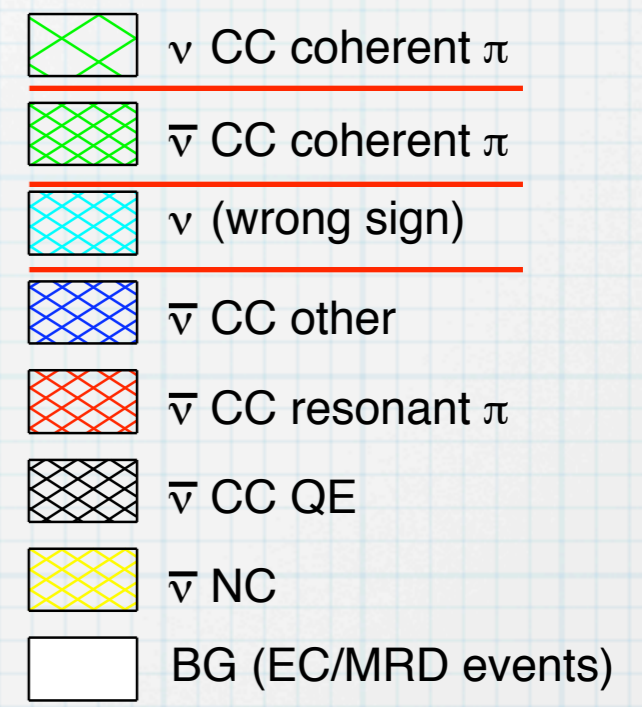 ν CC coherent π
ν̅ CC coherent π
ν (wrong sign)
ν̅ CC other
ν̅ CC resonant π
ν̅ CC QE
ν̅ NC
BG (EC/MRD events)